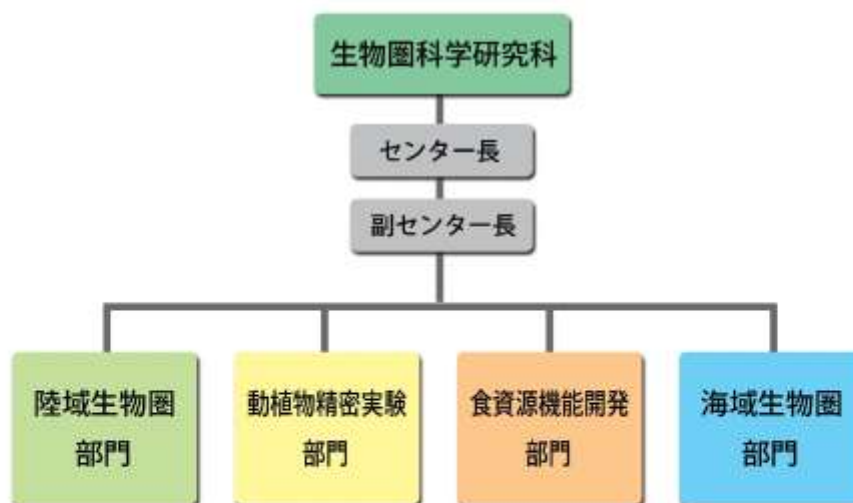 生物圏科学研究科
センター長
副センター長
陸域生物圏
部門
動植物精密実験
部門
食資源機能開発
部門
海域生物圏
部門